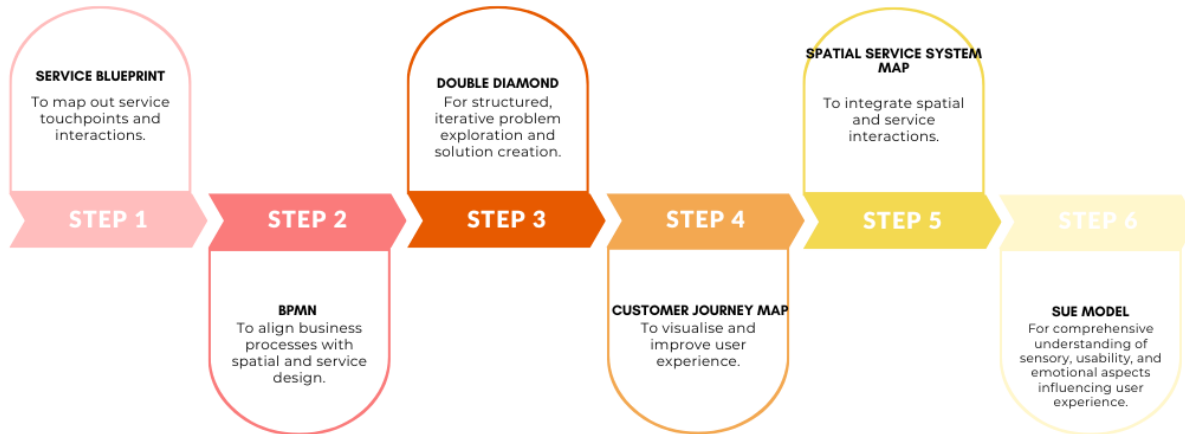 SERVICE BLUEPRINT
To map out service
touchpoints and
interactions.
DOUBLE DIAMOND
For structured,
iterative problem
exploration and
solution creation.
SPATIAL SERVICE SYSTEM
MAP
To integrate spatial
and service
interactions.
STEP 1
STEP 2
STEP 3
STEP 4
STEP 5
STEP 6
BPMN
To align business
processes with
spatial and service
design.
CUSTOMER JOURNEY MAP
To visualise and
improve user
experience.
SUE MODEL
For comprehensive
understanding of
sensory, usability, and
emotional aspects
influencing user
experience.